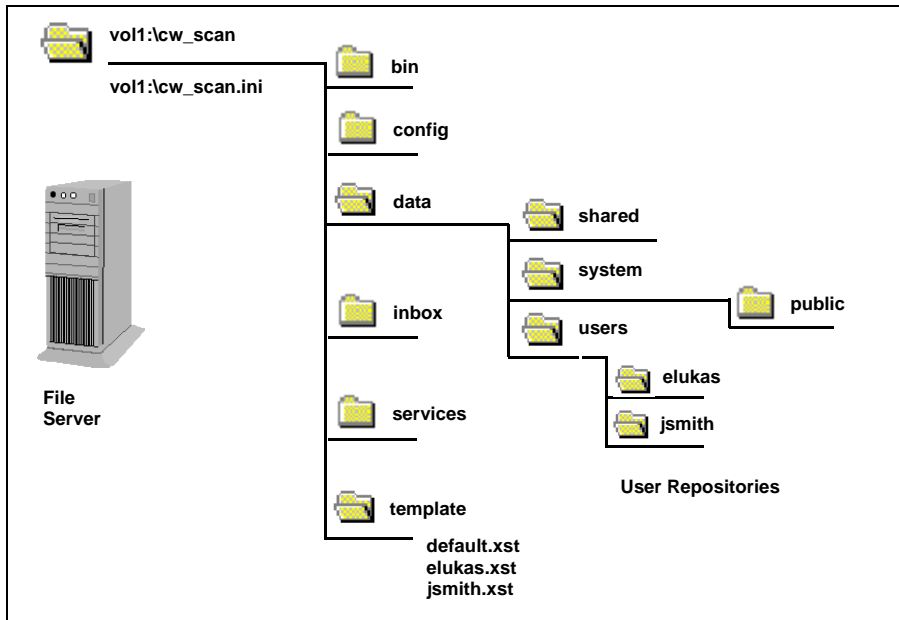 vol1:\cw_scan
vol1:\cw_scan.ini
bin
config
data
shared
system
public
inbox
users
elukas
File
Server
services
jsmith
User Repositories
template
default.xst
elukas.xst
jsmith.xst